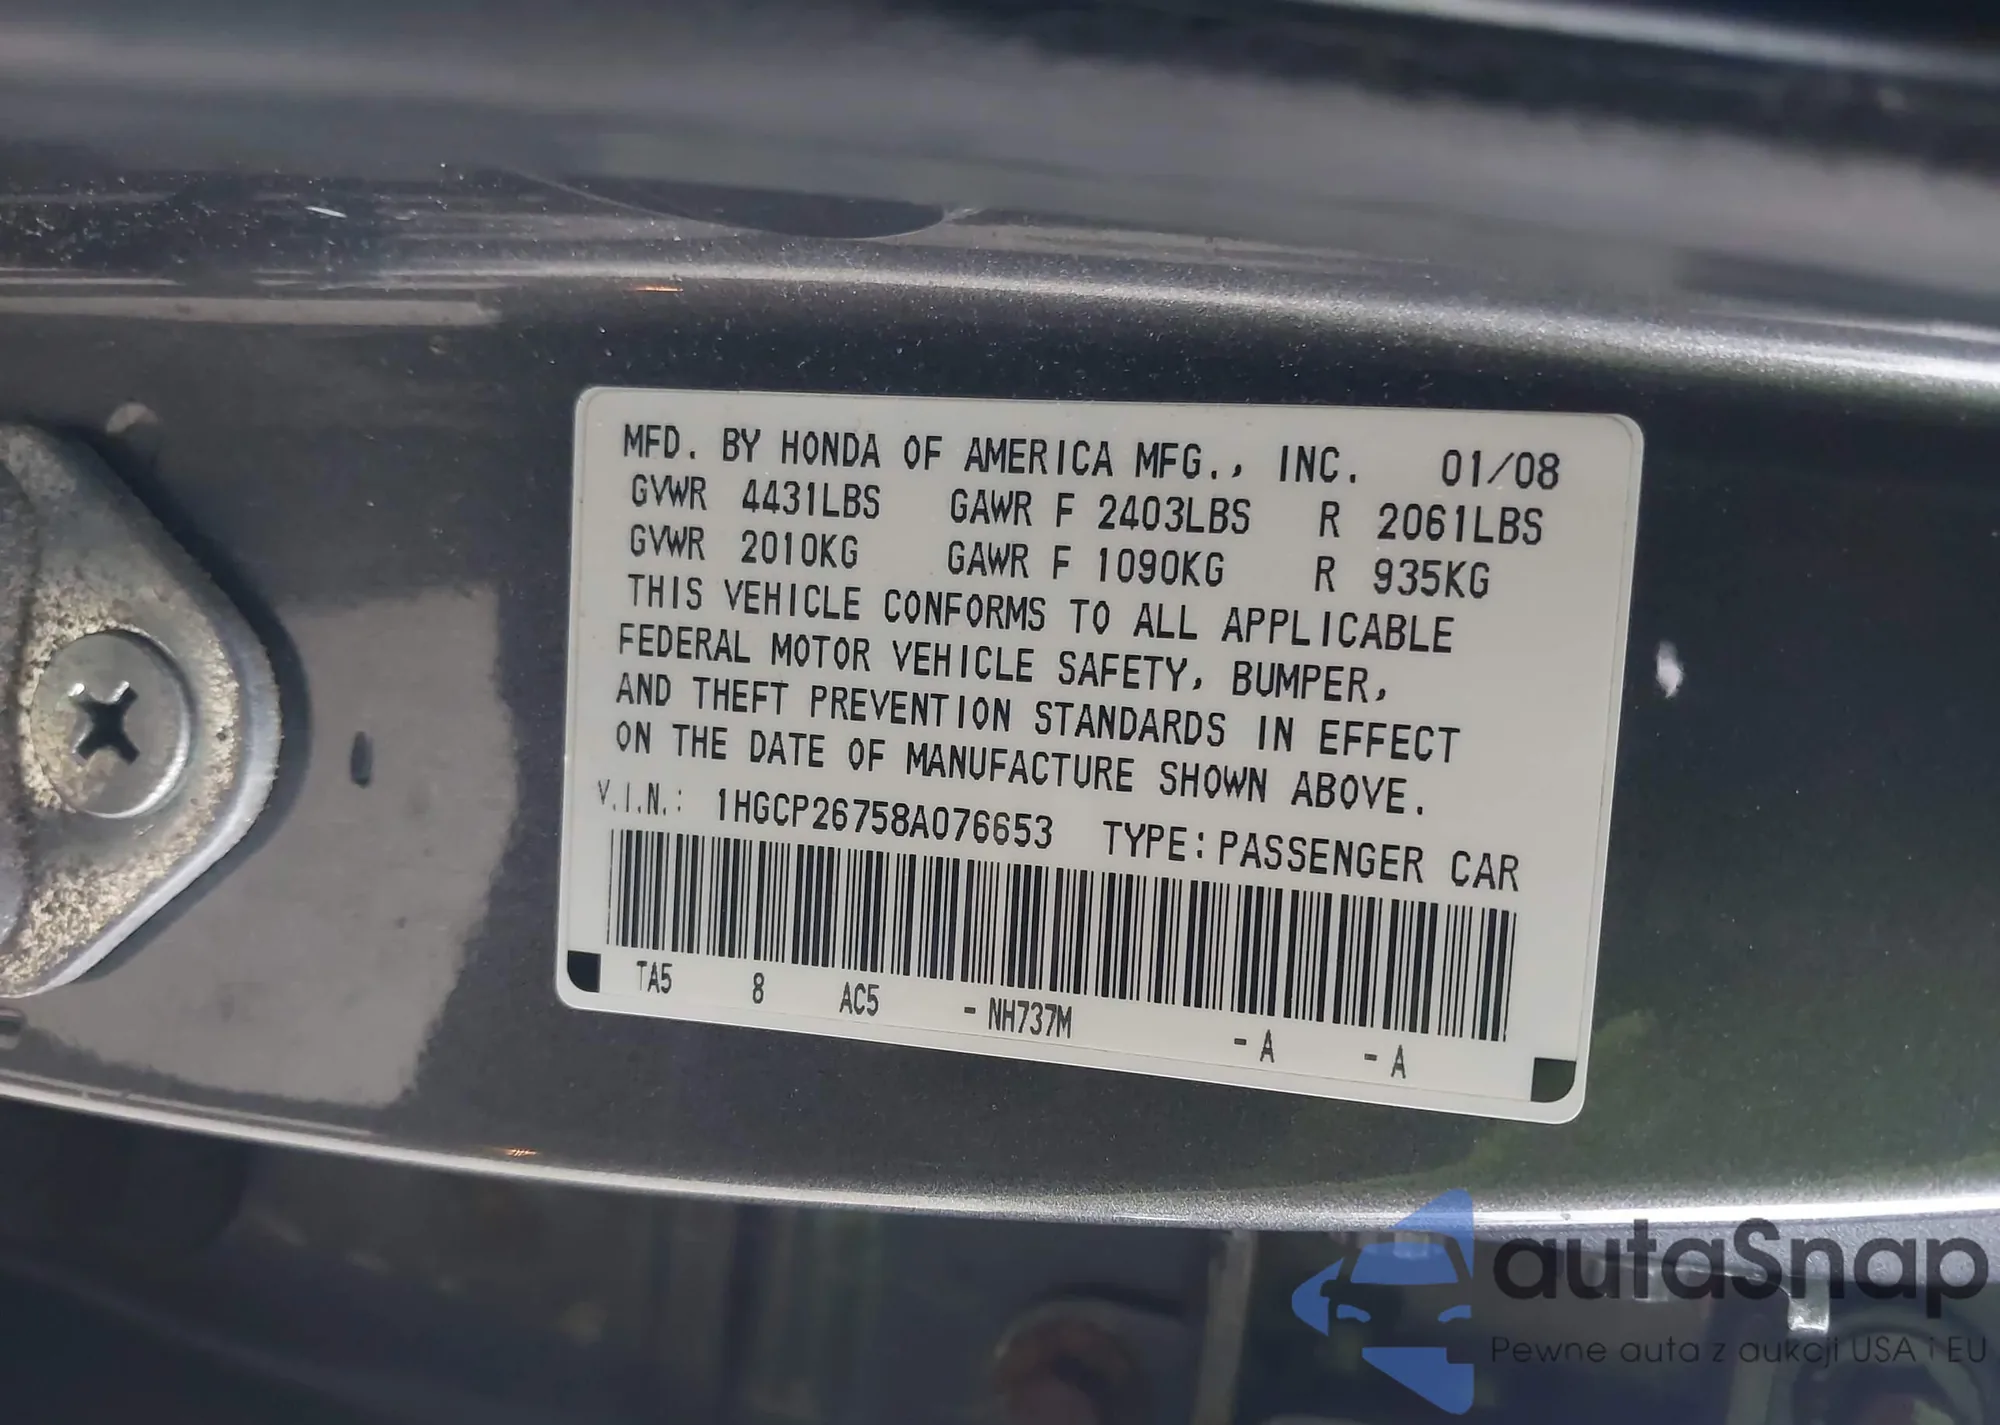 MFD. BY HONDA OF AMERICA MFG., INC. 01/08
GVWR 4431LBS GAWR F 2403LBS R 2061LBS
GVWR 2010KG GAWR F 1090KG R 935KG
THIS VEHICLE CONFORMS TO ALL APPLICABLE
FEDERAL MOTOR VEHICLE SAFETY, BUMPER,
AND THEFT PREVENTION STANDARDS IN EFFECT
ON THE DATE OF MANUFACTURE SHOWN ABOVE.
V.I.N.: 1HGCP26758A076653 TYPE: PASSENGER CAR
TA5 8 AC5 - NH737M - A - A
autaSnap
Pewne auta z aukcji USA i EU